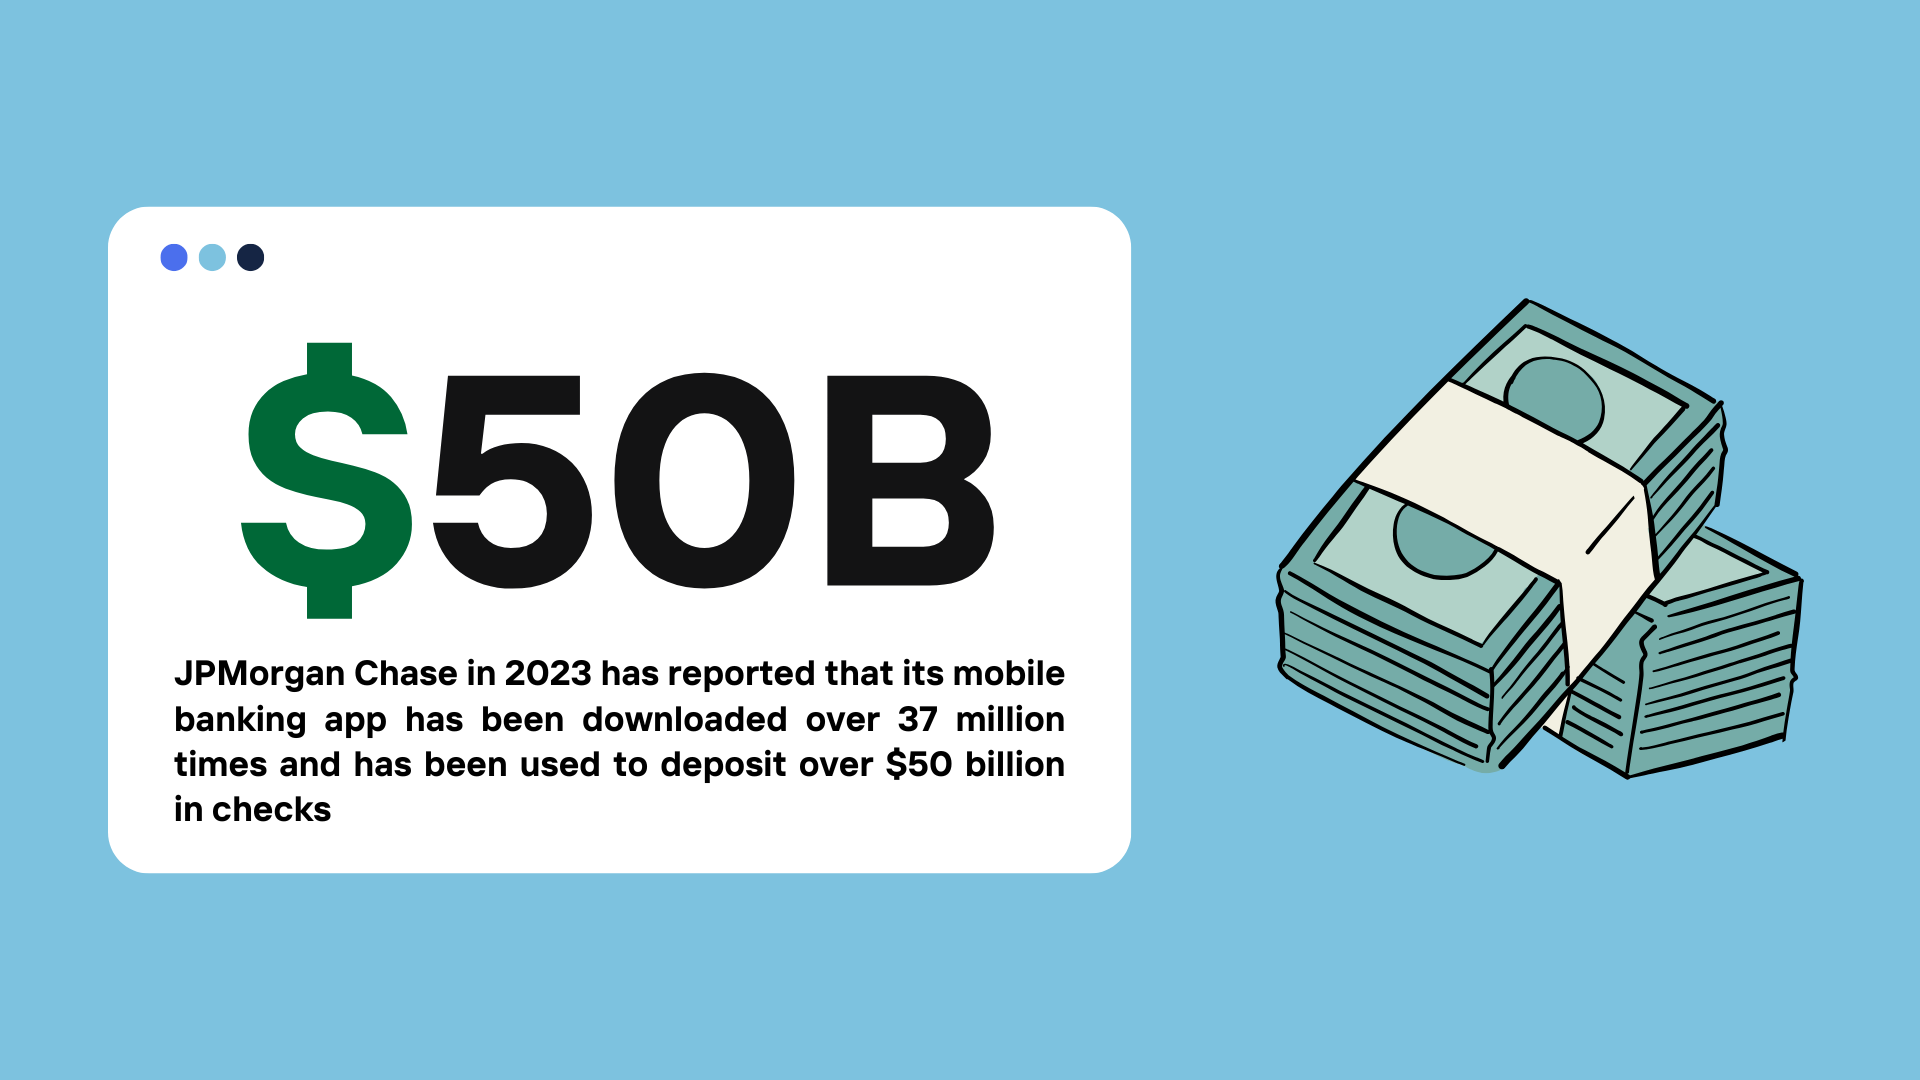 $50B
JPMorgan Chase in 2023 has reported that its mobile
banking app has been downloaded over 37 million
times and has been used to deposit over $50 billion
in checks